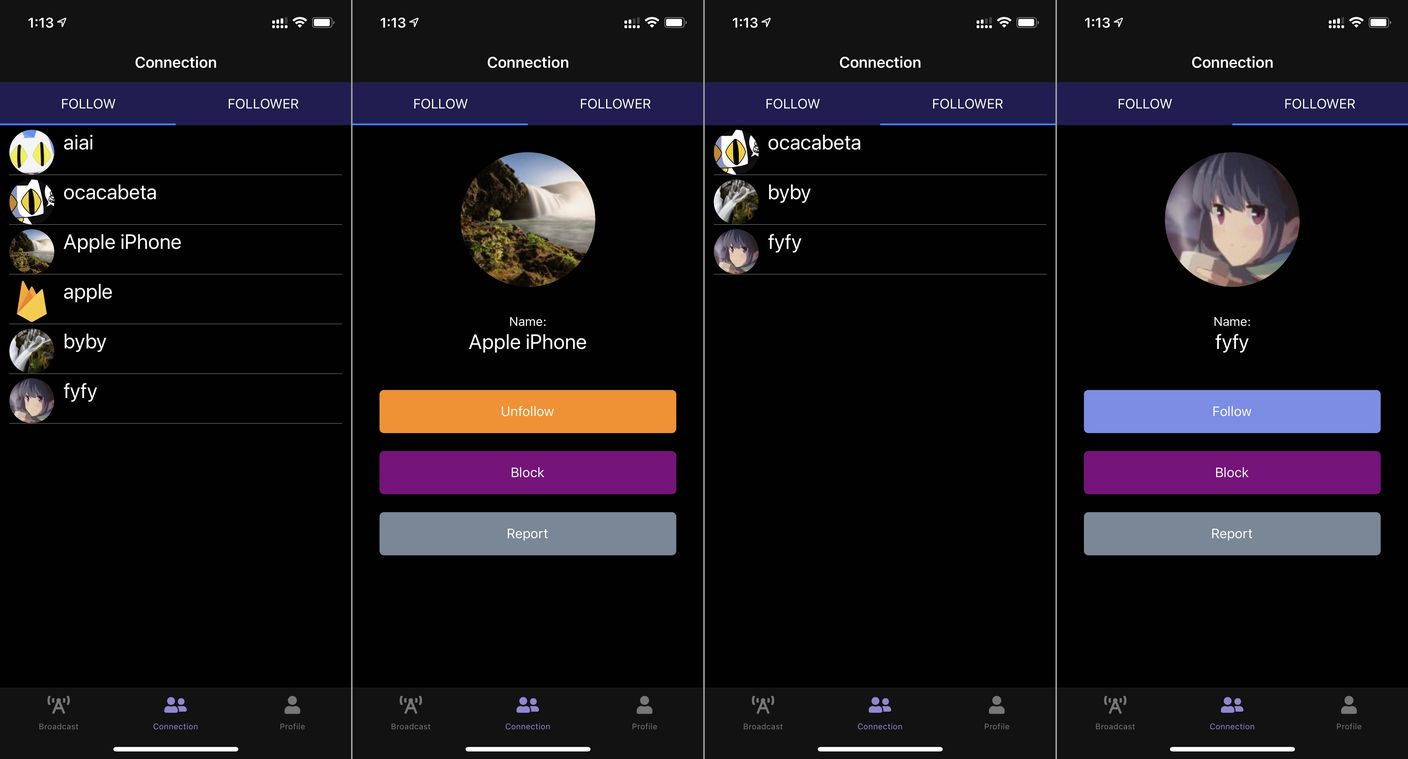 1:13
Connection
FOLLOW FOLLOWER
aiai
ocacabeta
Apple iPhone
apple
byby
fyfy
Broadcast Connection Profile
1:13
Connection
FOLLOW FOLLOWER
Name:
Apple iPhone
Unfollow
Block
Report
Broadcast Connection Profile
1:13
Connection
FOLLOW FOLLOWER
ocacabeta
byby
fyfy
Broadcast Connection Profile
1:13
Connection
FOLLOW FOLLOWER
Name:
fyfy
Follow
Block
Report
Broadcast Connection Profile